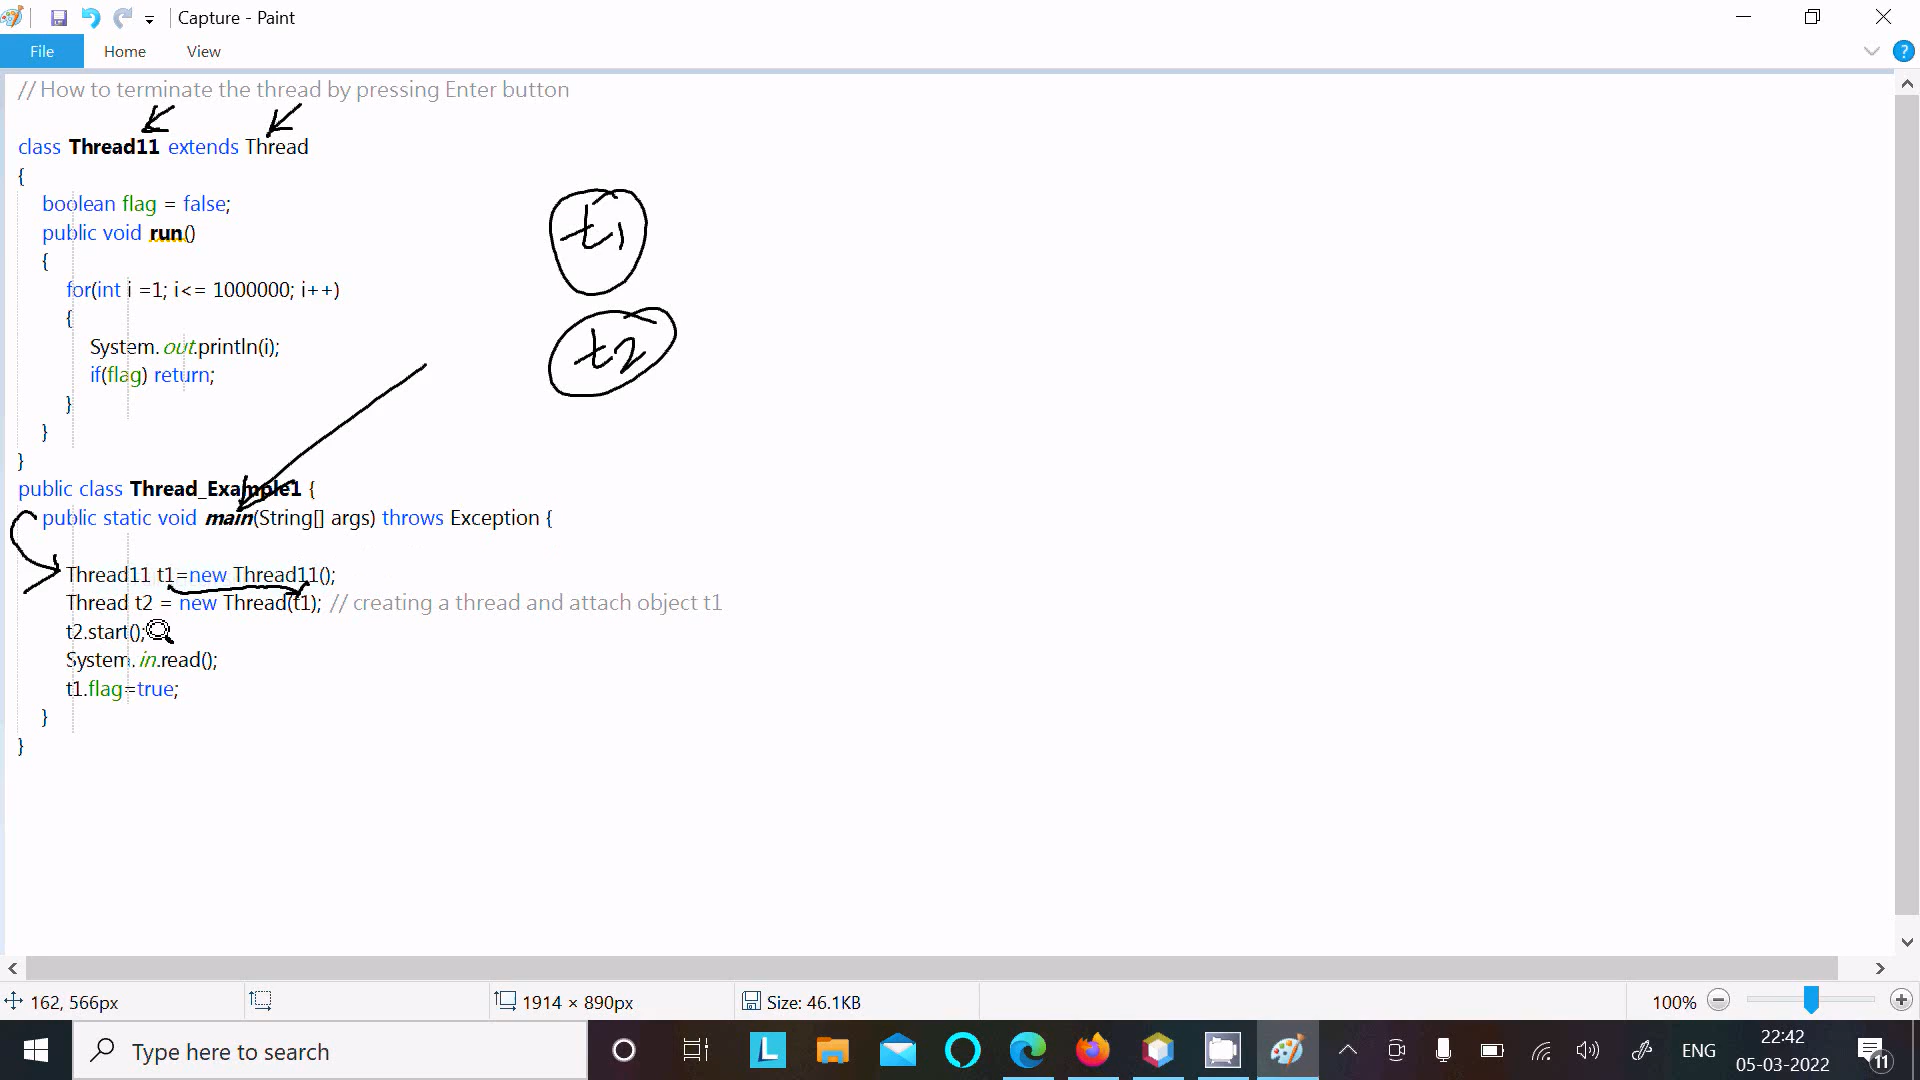 Capture - Paint
File Home View
// How to terminate the thread by pressing Enter button
class Thread11 extends Thread
{
boolean flag = false;
public void run()
{
for(int i =1; i<= 1000000; i++)
{
System.out.println(i);
if(flag) return;
}
}
}
public class Thread_Example1 {
public static void main(String[] args) throws Exception {
Thread11 t1=new Thread11();
Thread t2 = new Thread(t1); // creating a thread and attach object t1
t2.start();
System.in.read();
t1.flag=true;
}
}
t1
t2
162, 566px
1914 × 890px
Size: 46.1KB
100%
Type here to search
L
ENG
22:42
05-03-2022
11